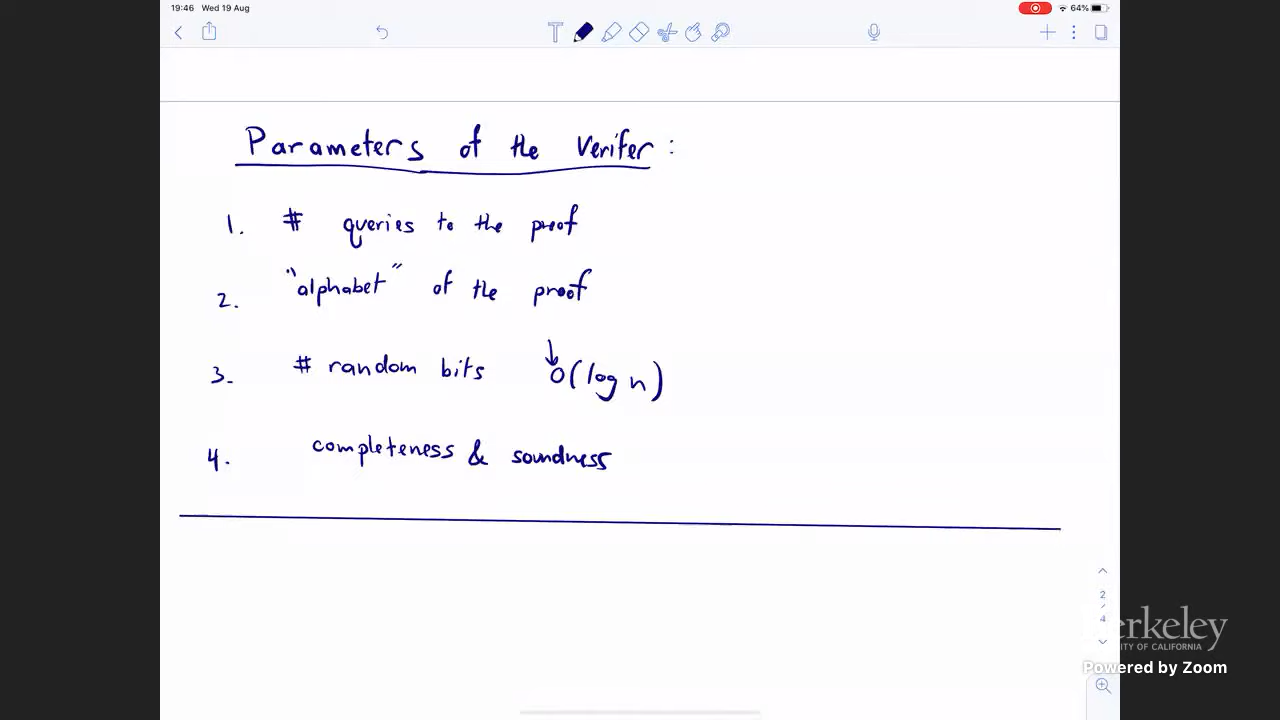 19:46 Wed 19 Aug
64%
T
Parameters of the Verifer :
1. # queries to the proof
2. "alphabet" of the proof
3. # random bits O(log n)
4. completeness & soundness
2
4
erkeley
ITY OF CALIFORNIA
Powered by Zoom